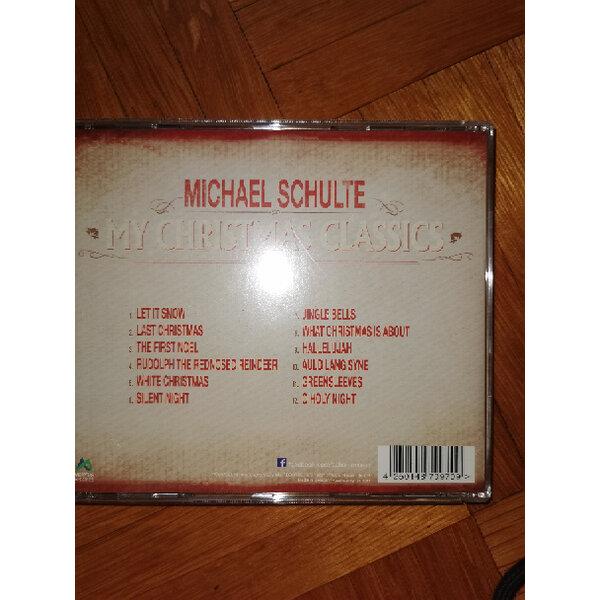 MICHAEL SCHULTE
MY CHRISTMAS CLASSICS
1. LET IT SNOW
2. LAST CHRISTMAS
3. THE FIRST NOEL
4. RUDOLPH THE REDNOSED REINDEER
5. WHITE CHRISTMAS
6. SILENT NIGHT
7. JINGLE BELLS
8. WHAT CHRISTMAS IS ABOUT
9. HALLELUJAH
10. AULD LANG SYNE
11. GREENSLEEVES
12. O HOLY NIGHT